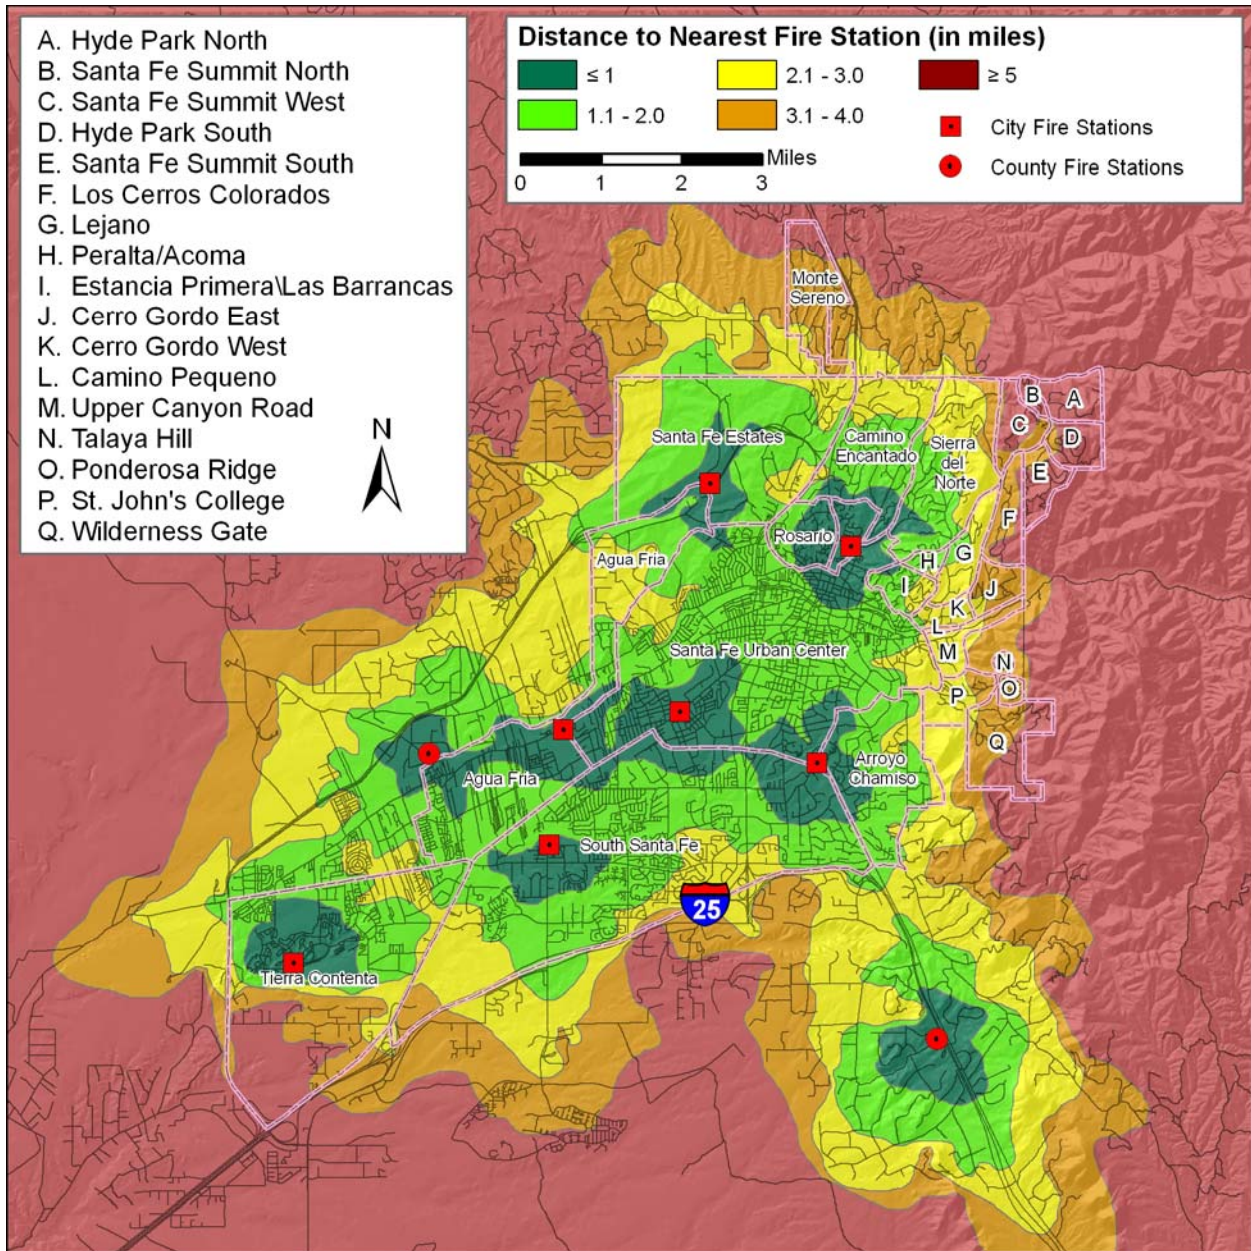 A. Hyde Park North
B. Santa Fe Summit North
C. Santa Fe Summit West
D. Hyde Park South
E. Santa Fe Summit South
F. Los Cerros Colorados
G. Lejano
H. Peralta/Acoma
I. Estancia Primera\Las Barrancas
J. Cerro Gordo East
K. Cerro Gordo West
L. Camino Pequeno
M. Upper Canyon Road
N. Talaya Hill
O. Ponderosa Ridge
P. St. John's College
Q. Wilderness Gate
N
Distance to Nearest Fire Station (in miles)
≤ 1
2.1 - 3.0
≥ 5
1.1 - 2.0
3.1 - 4.0
City Fire Stations
Miles
0 1 2 3
County Fire Stations
Monte
Sereno
B
A
C
D
Santa Fe Estates
Camino
Encantado
Sierra
del
Norte
E
F
Rosario
Agua Fria
G
H
I
J
K
L
Santa Fe Urban Center
M
N
O
P
Q
Arroyo
Chamiso
Agua Fria
South Santa Fe
25
Tierra Contenta